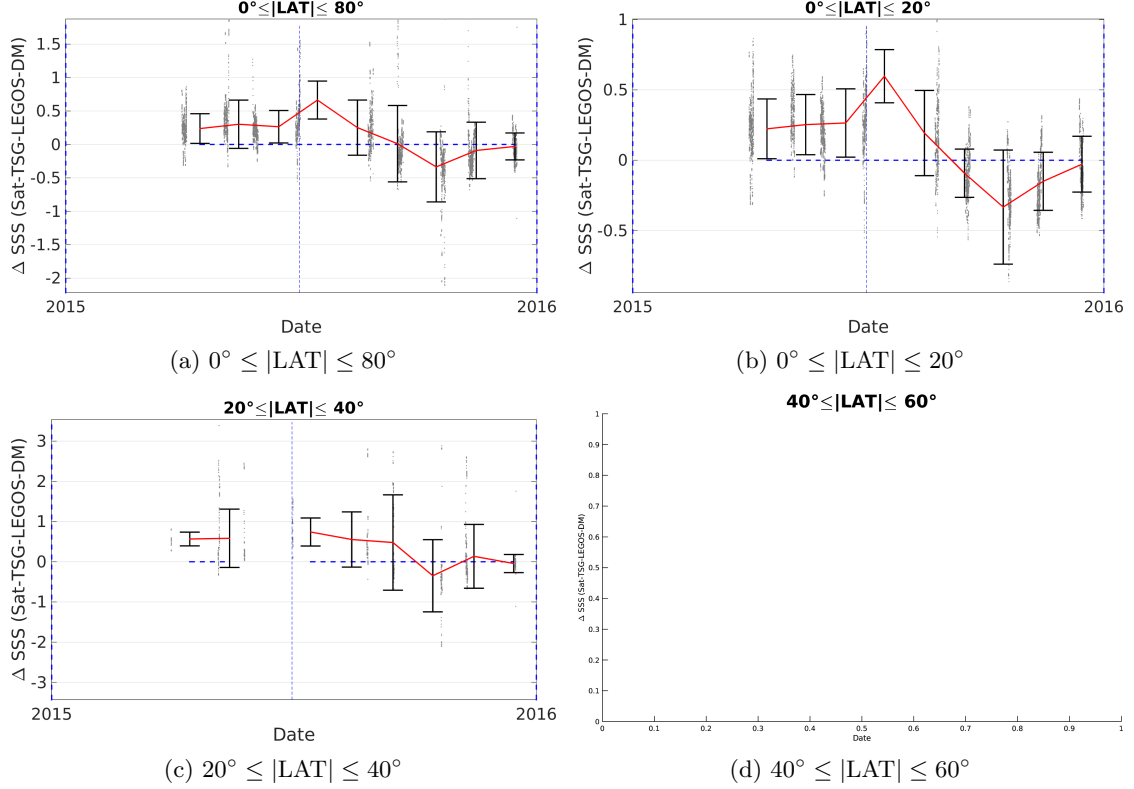 0°≤|LAT|≤ 80°
Δ SSS (Sat-TSG-LEGOS-DM)
1.5
1
0.5
0
-0.5
-1
-1.5
-2
2015
2016
Date
(a) 0° ≤ |LAT| ≤ 80°
0°≤|LAT|≤ 20°
Δ SSS (Sat-TSG-LEGOS-DM)
1
0.5
0
-0.5
2015
2016
Date
(b) 0° ≤ |LAT| ≤ 20°
20°≤|LAT|≤ 40°
Δ SSS (Sat-TSG-LEGOS-DM)
3
2
1
0
-1
-2
-3
2015
2016
Date
(c) 20° ≤ |LAT| ≤ 40°
40°≤|LAT|≤ 60°
Δ SSS (Sat-TSG-LEGOS-DM)
1
0.9
0.8
0.7
0.6
0.5
0.4
0.3
0.2
0.1
0
0 0.1 0.2 0.3 0.4 0.5 0.6 0.7 0.8 0.9 1
Date
(d) 40° ≤ |LAT| ≤ 60°